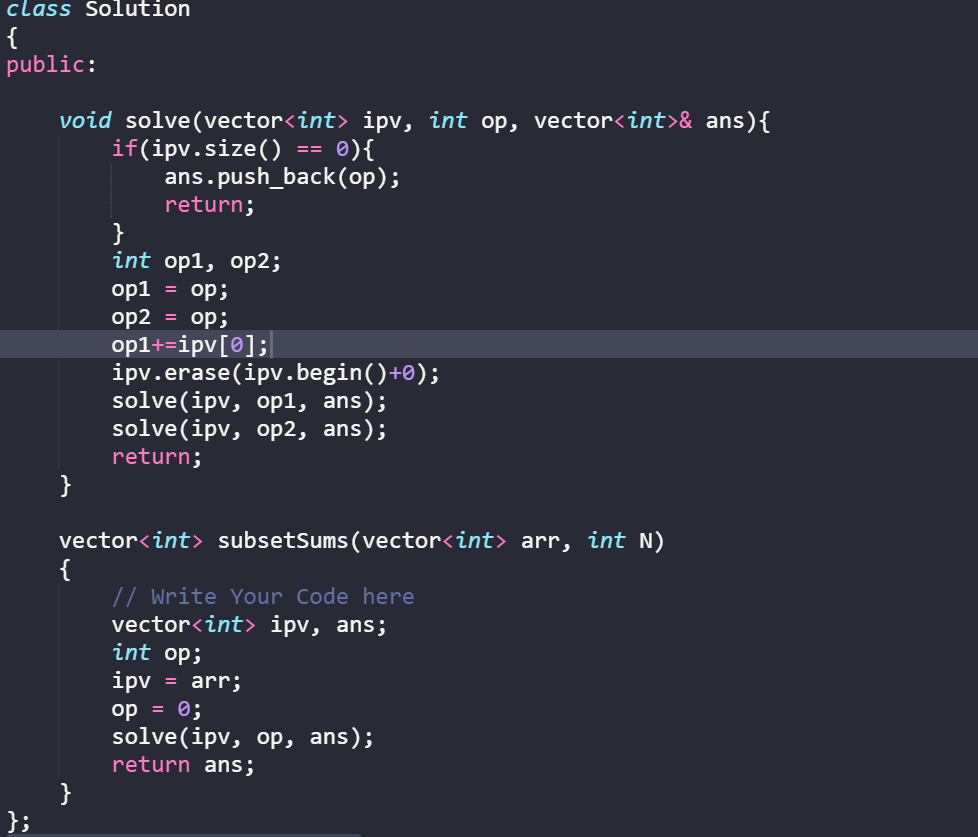 class Solution
{
public:
void solve(vector<int> ipv, int op, vector<int>& ans){
if(ipv.size() == 0){
ans.push_back(op);
return;
}
int op1, op2;
op1 = op;
op2 = op;
op1+=ipv[0];
ipv.erase(ipv.begin()+0);
solve(ipv, op1, ans);
solve(ipv, op2, ans);
return;
}
vector<int> subsetSums(vector<int> arr, int N)
{
// Write Your Code here
vector<int> ipv, ans;
int op;
ipv = arr;
op = 0;
solve(ipv, op, ans);
return ans;
}
};